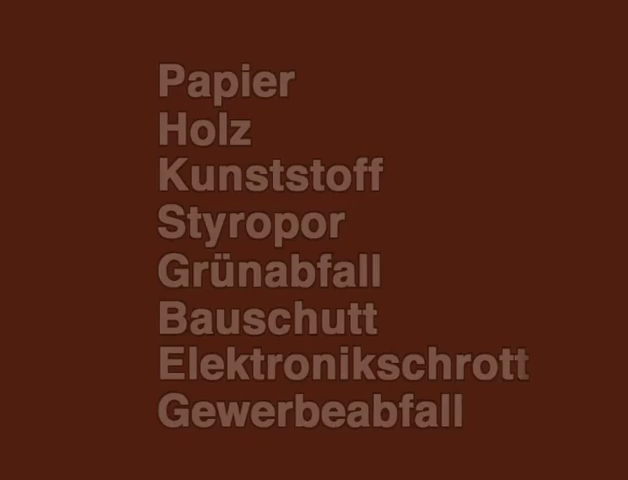 Papier
Holz
Kunststoff
Styropor
Grünabfall
Bauschutt
Elektronikschrott
Gewerbeabfall